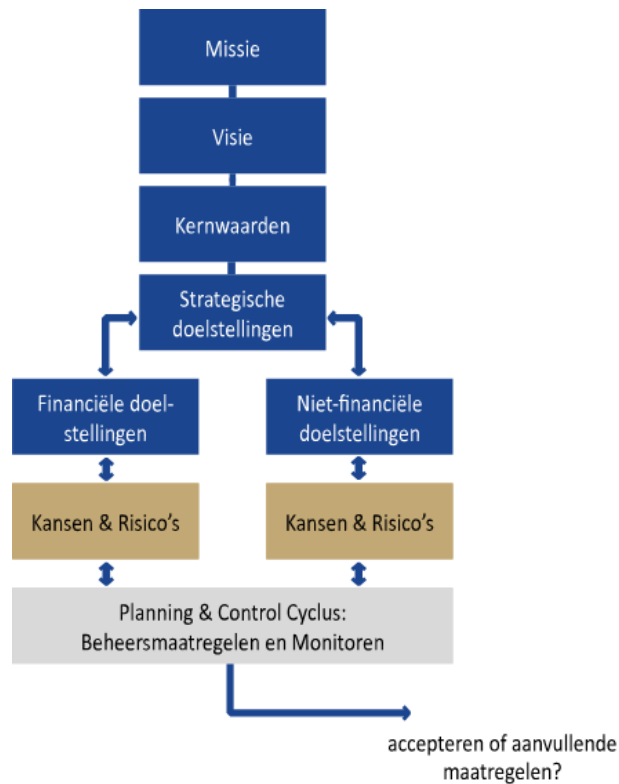 Missie
Visie
Kernwaarden
Strategische
doelstellingen
Financiële doel-
stellingen
Niet-financiële
doelstellingen
Kansen & Risico's
Kansen & Risico's
Planning & Control Cyclus:
Beheersmaatregelen en Monitoren
accepteren of aanvullende
maatregelen?